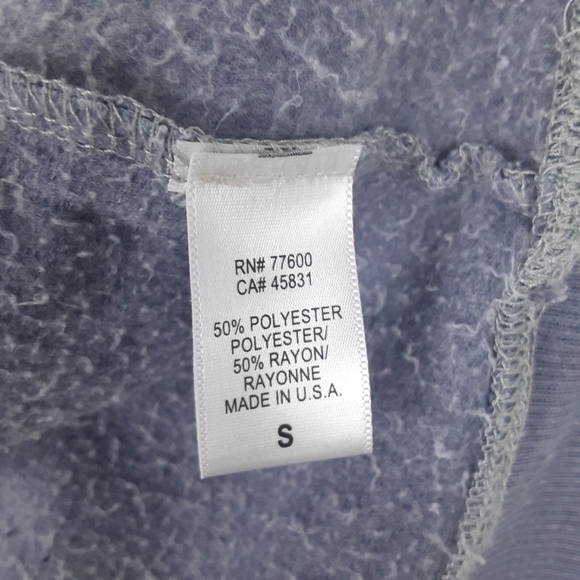 RN# 77600
CA# 45831
50% POLYESTER
POLYESTER/
50% RAYON/
RAYONNE
MADE IN U.S.A.
S